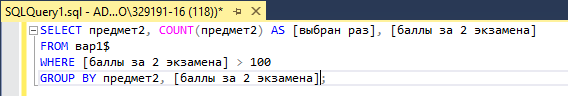 SQLQuery1.sql - AD...O\329191-16 (118))*
SELECT предмет2, COUNT(предмет2) AS [выбран раз], [баллы за 2 экзамена]
FROM вар1$
WHERE [баллы за 2 экзамена] > 100
GROUP BY предмет2, [баллы за 2 экзамена];